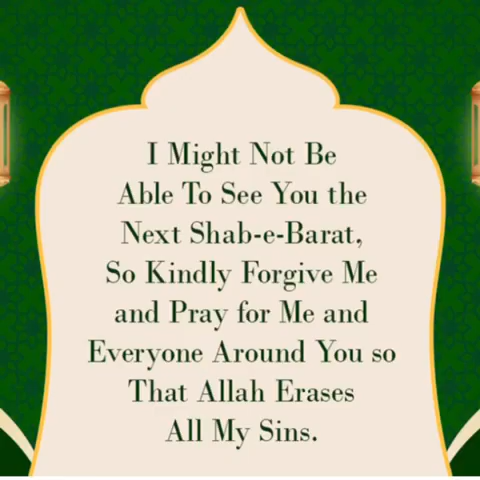 I Might Not Be
Able To See You the
Next Shab-e-Barat,
So Kindly Forgive Me
and Pray for Me and
Everyone Around You so
That Allah Erases
All My Sins.